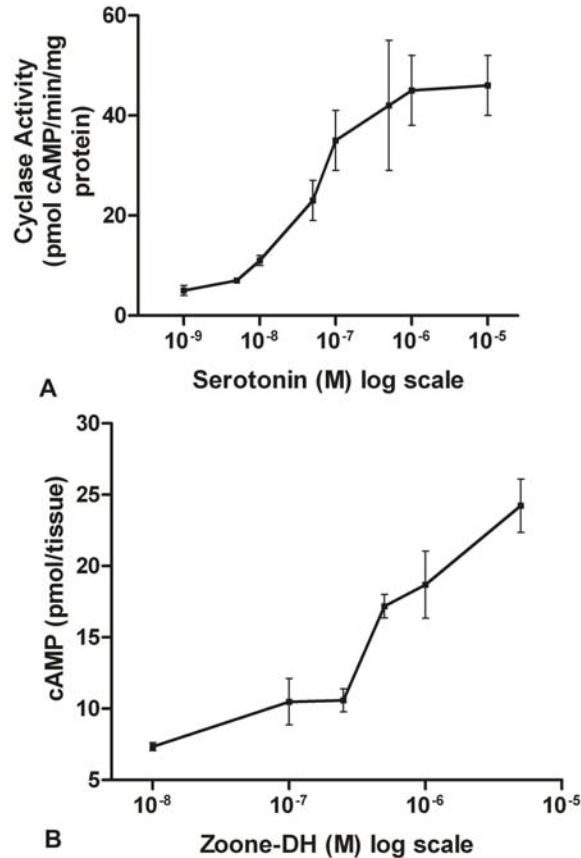 Cyclase Activity
(pmol cAMP/min/mg
protein)
60
40
20
0
10-9
10-8
10-7
10-6
10-5
Serotonin (M) log scale
A
cAMP (pmol/tissue)
30
25
20
15
10
5
10-8
10-7
10-6
10-5
Zoone-DH (M) log scale
B